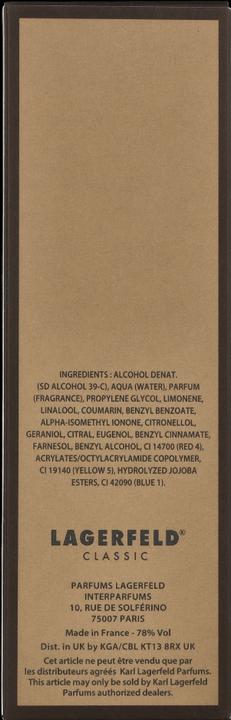 INGREDIENTS : ALCOHOL DENAT.
(SD ALCOHOL 39-C), AQUA (WATER), PARFUM
(FRAGRANCE), PROPYLENE GLYCOL, LIMONENE,
LINALOOL, COUMARIN, BENZYL BENZOATE,
ALPHA-ISOMETHYL IONONE, CITRONELLOL,
GERANIOL, CITRAL, EUGENOL, BENZYL CINNAMATE,
FARNESOL, BENZYL ALCOHOL, CI 14700 (RED 4),
ACRYLATES/OCTYLACRYLAMIDE COPOLYMER,
CI 19140 (YELLOW 5), HYDROLYZED JOJOBA
ESTERS, CI 42090 (BLUE 1).
LAGERFELD®
CLASSIC
PARFUMS LAGERFELD
INTERPARFUMS
10, RUE DE SOLFÉRINO
75007 PARIS
Made in France - 78% Vol
Dist. in UK by KGA/CBL KT13 8RX UK
Cet article ne peut être vendu que par
les distributeurs agréés Karl Lagerfeld Parfums.
This article may only be sold by Karl Lagerfeld
Parfums authorized dealers.